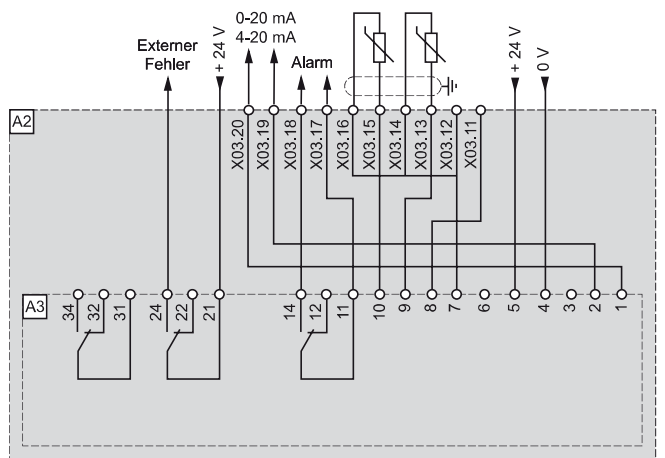 0-20 mA
4-20 mA
Externer
Fehler
+ 24 V
Alarm
+ 24 V
0 V
A2
X03.20
X03.19
X03.18
X03.17
X03.16
X03.15
X03.14
X03.13
X03.12
X03.11
A3
34
32
31
24
22
21
14
12
11
10
9
8
7
6
5
4
3
2
1